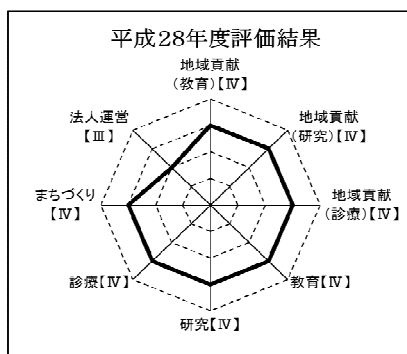 平成28年度評価結果
地域貢献
(教育)【Ⅳ】
地域貢献
(研究)【Ⅳ】
地域貢献
(診療)【Ⅳ】
教育【Ⅳ】
研究【Ⅳ】
診療【Ⅳ】
まちづくり
【Ⅳ】
法人運営
【Ⅲ】